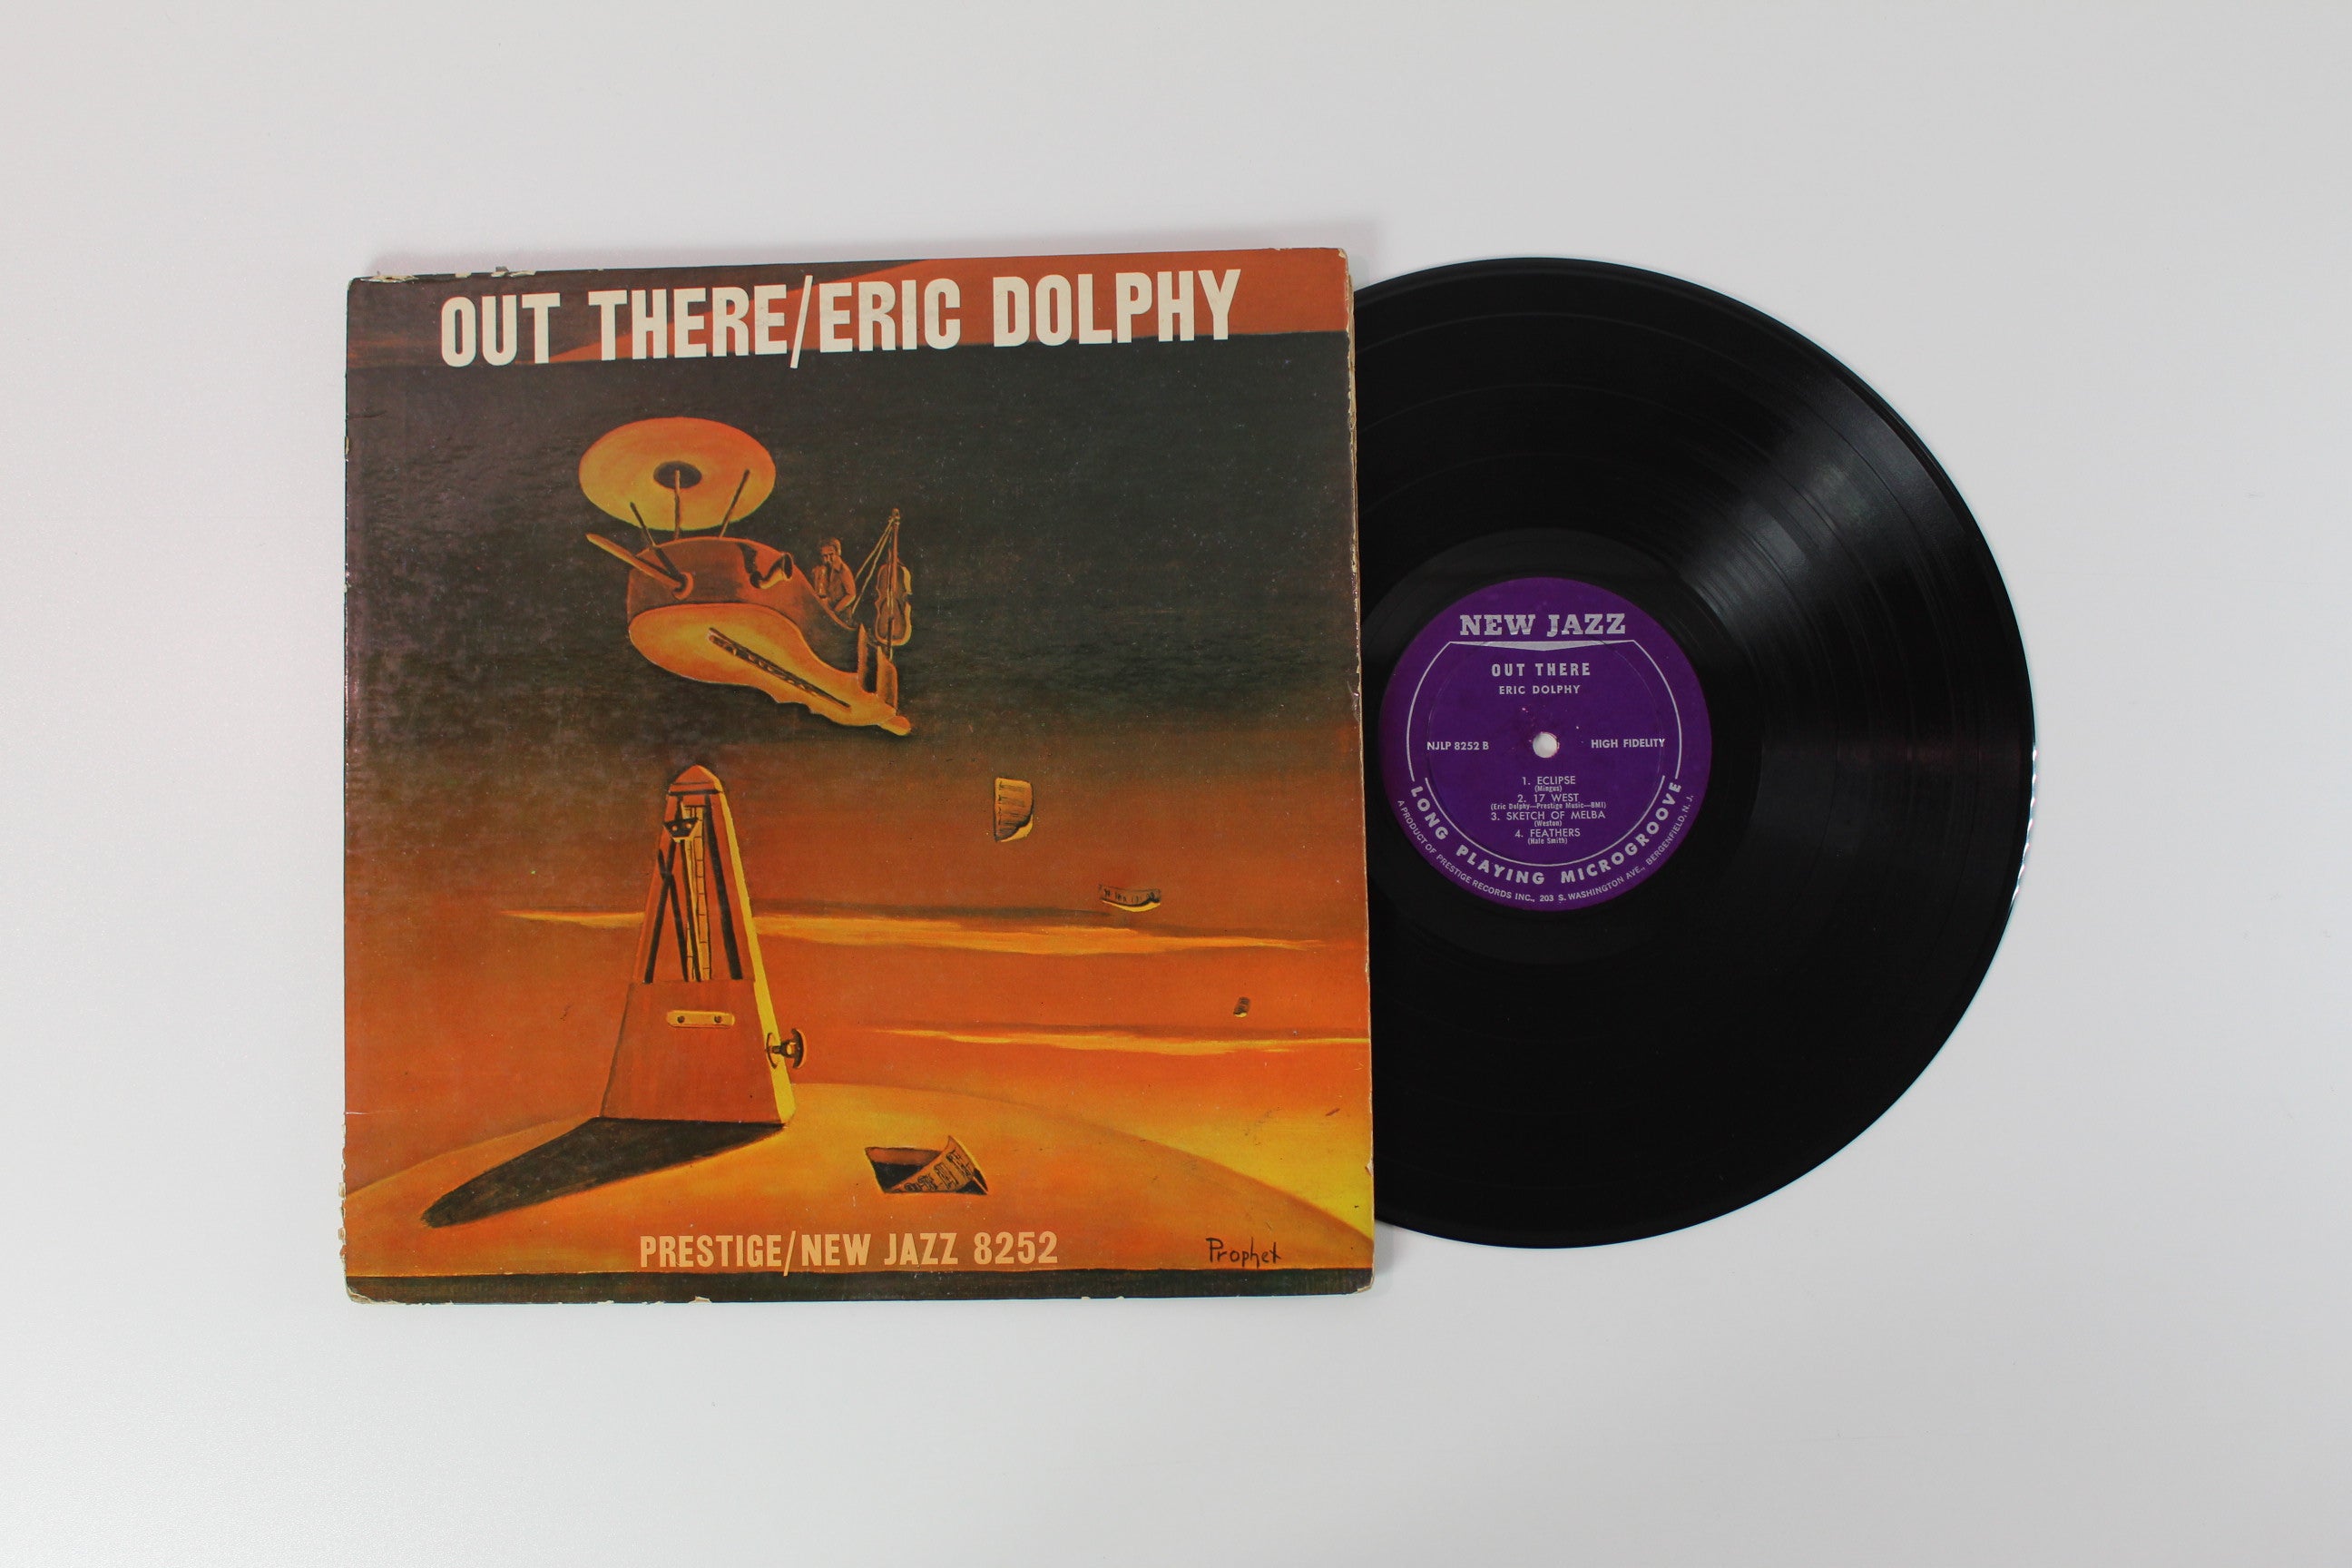 OUT THERE/ERIC DOLPHY
PRESTIGE/NEW JAZZ 8252
Prophet
NEW JAZZ
OUT THERE
ERIC DOLPHY
NJLP 8252 B
HIGH FIDELITY
1. ECLIPSE
(Mingus)
2. 17 WEST
(Eric Dolphy—Prestige Music—BMI)
3. SKETCH OF MELBA
(Weston)
4. FEATHERS
(Hale Smith)
LONG PLAYING MICROGROOVE
A PRODUCT OF PRESTIGE RECORDS INC., 203 S. WASHINGTON AVE., BERGENFIELD, N. J.